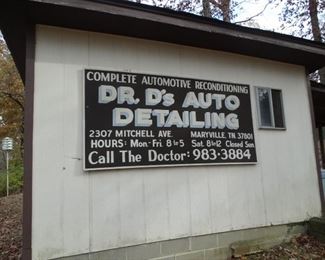 COMPLETE AUTOMOTIVE RECONDITIONING
DR. D's AUTO
DETAILING
2307 MITCHELL AVE. MARYVILLE, TN 37801
HOURS: Mon - Fri 8 to 5 Sat. 8 to 12 Closed Sun.
Call The Doctor: 983-3884